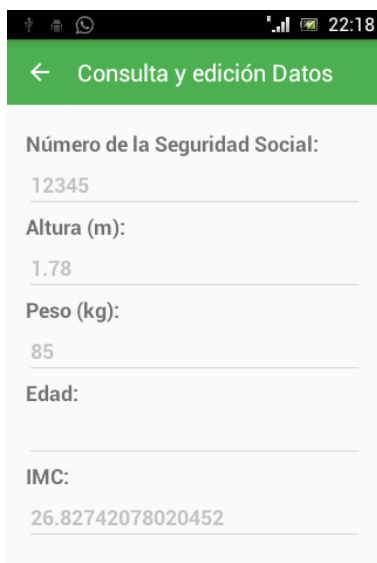 22:18
Consulta y edición Datos
Número de la Seguridad Social:
12345
Altura (m):
1.78
Peso (kg):
85
Edad:
IMC:
26.82742078020452